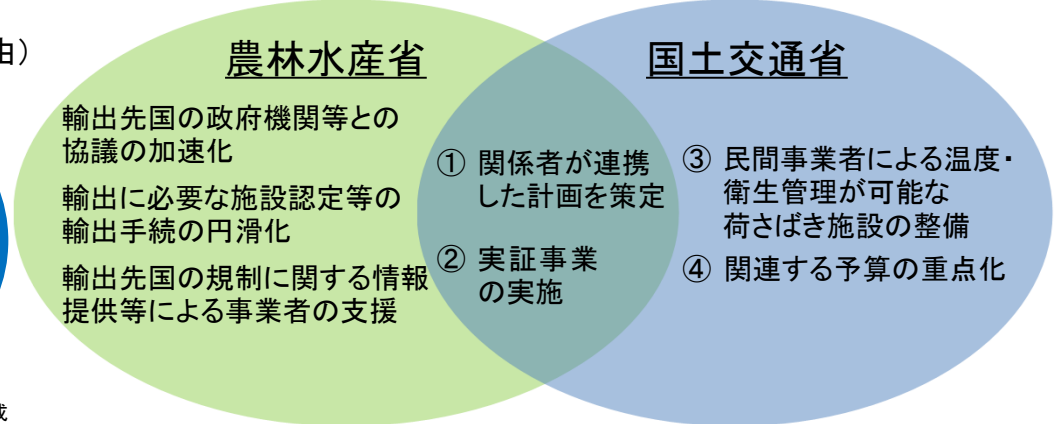 由）
農林水産省
輸出先国の政府機関等との
協議の加速化
輸出に必要な施設認定等の
輸出手続の円滑化
輸出先国の規制に関する情報
提供等による事業者の支援
① 関係者が連携
した計画を策定
② 実証事業
の実施
国土交通省
③ 民間事業者による温度・
衛生管理が可能な
荷さばき施設の整備
④ 関連する予算の重点化
成